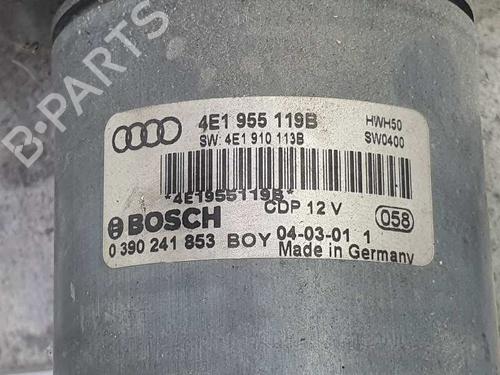 B-PARTS
4E1 955 119B HWH50
SW: 4E1 910 113B SW0400
*4E1955119B*
CDP 12 V 058
BOSCH
0 390 241 853 BOY 04-03-01 1
Made in Germany